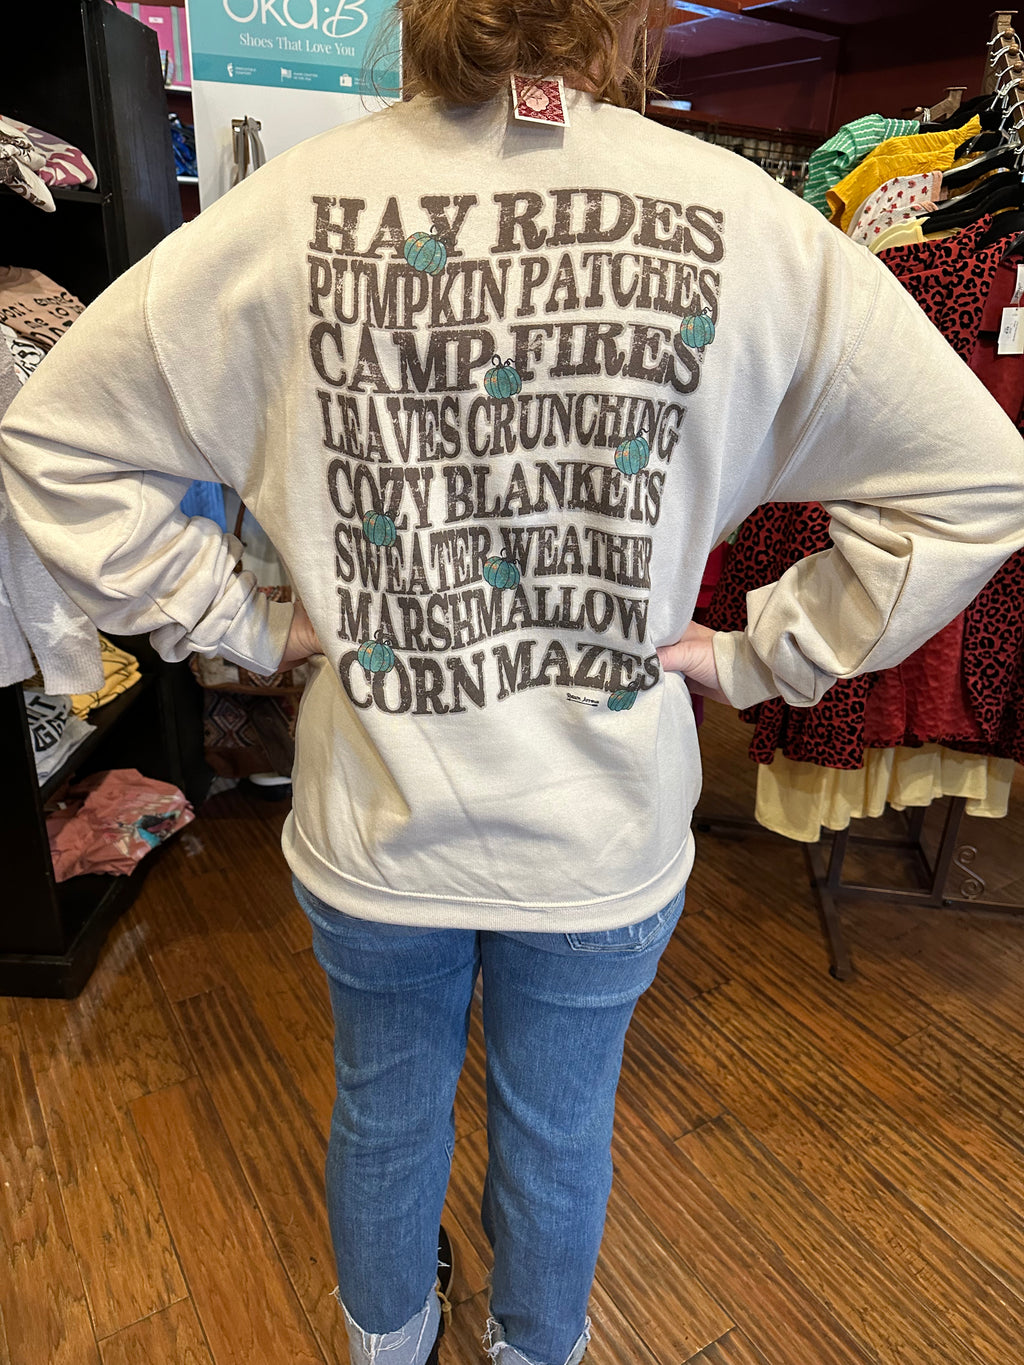 oka-B
Shoes That Love You
HAY RIDES
PUMPKIN PATCHES
CAMP FIRES
LEAVES CRUNCHING
COZY BLANKETS
SWEATER WEATHER
MARSHMALLOW
CORN MAZES